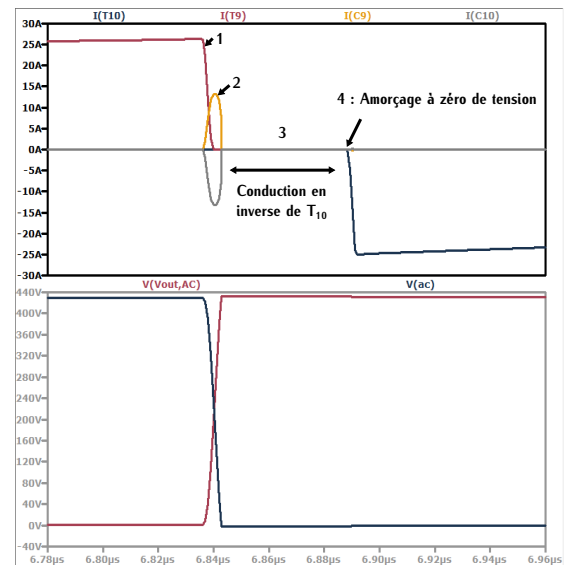 I(T10) I(T9) I(C9) I(C10)
30A
25A
20A
15A
10A
5A
0A
-5A
-10A
-15A
-20A
-25A
-30A
1
2
3
4 : Amorçage à zéro de tension
Conduction en
inverse de T10
V(Vout,AC) V(ac)
440V
400V
360V
320V
280V
240V
200V
160V
120V
80V
40V
0V
-40V
6.78µs 6.80µs 6.82µs 6.84µs 6.86µs 6.88µs 6.90µs 6.92µs 6.94µs 6.96µs